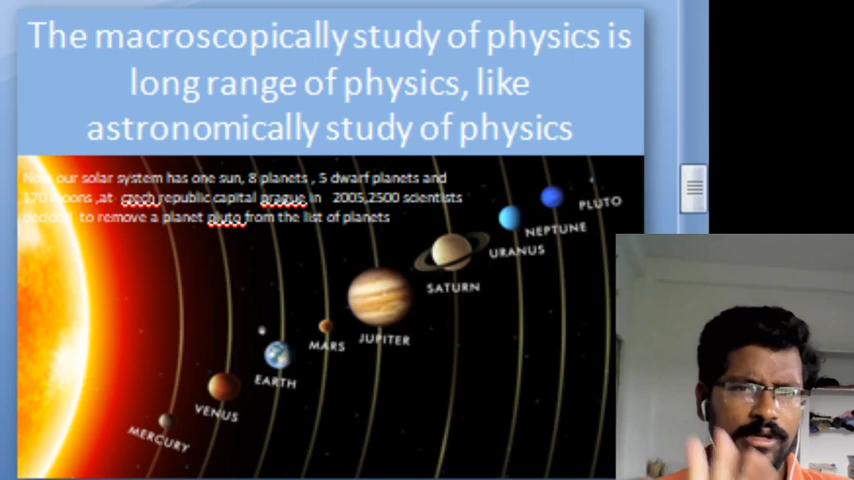 The macroscopically study of physics is
long range of physics, like
astronomically study of physics
our solar system has one sun, 8 planets , 5 dwarf planets and
170 moons ,at czech republic capital prague in 2005,2500 scientists
to remove a planet pluto from the list of planets
PLUTO
NEPTUNE
URANUS
SATURN
JUPITER
MARS
EARTH
VENUS
MERCURY